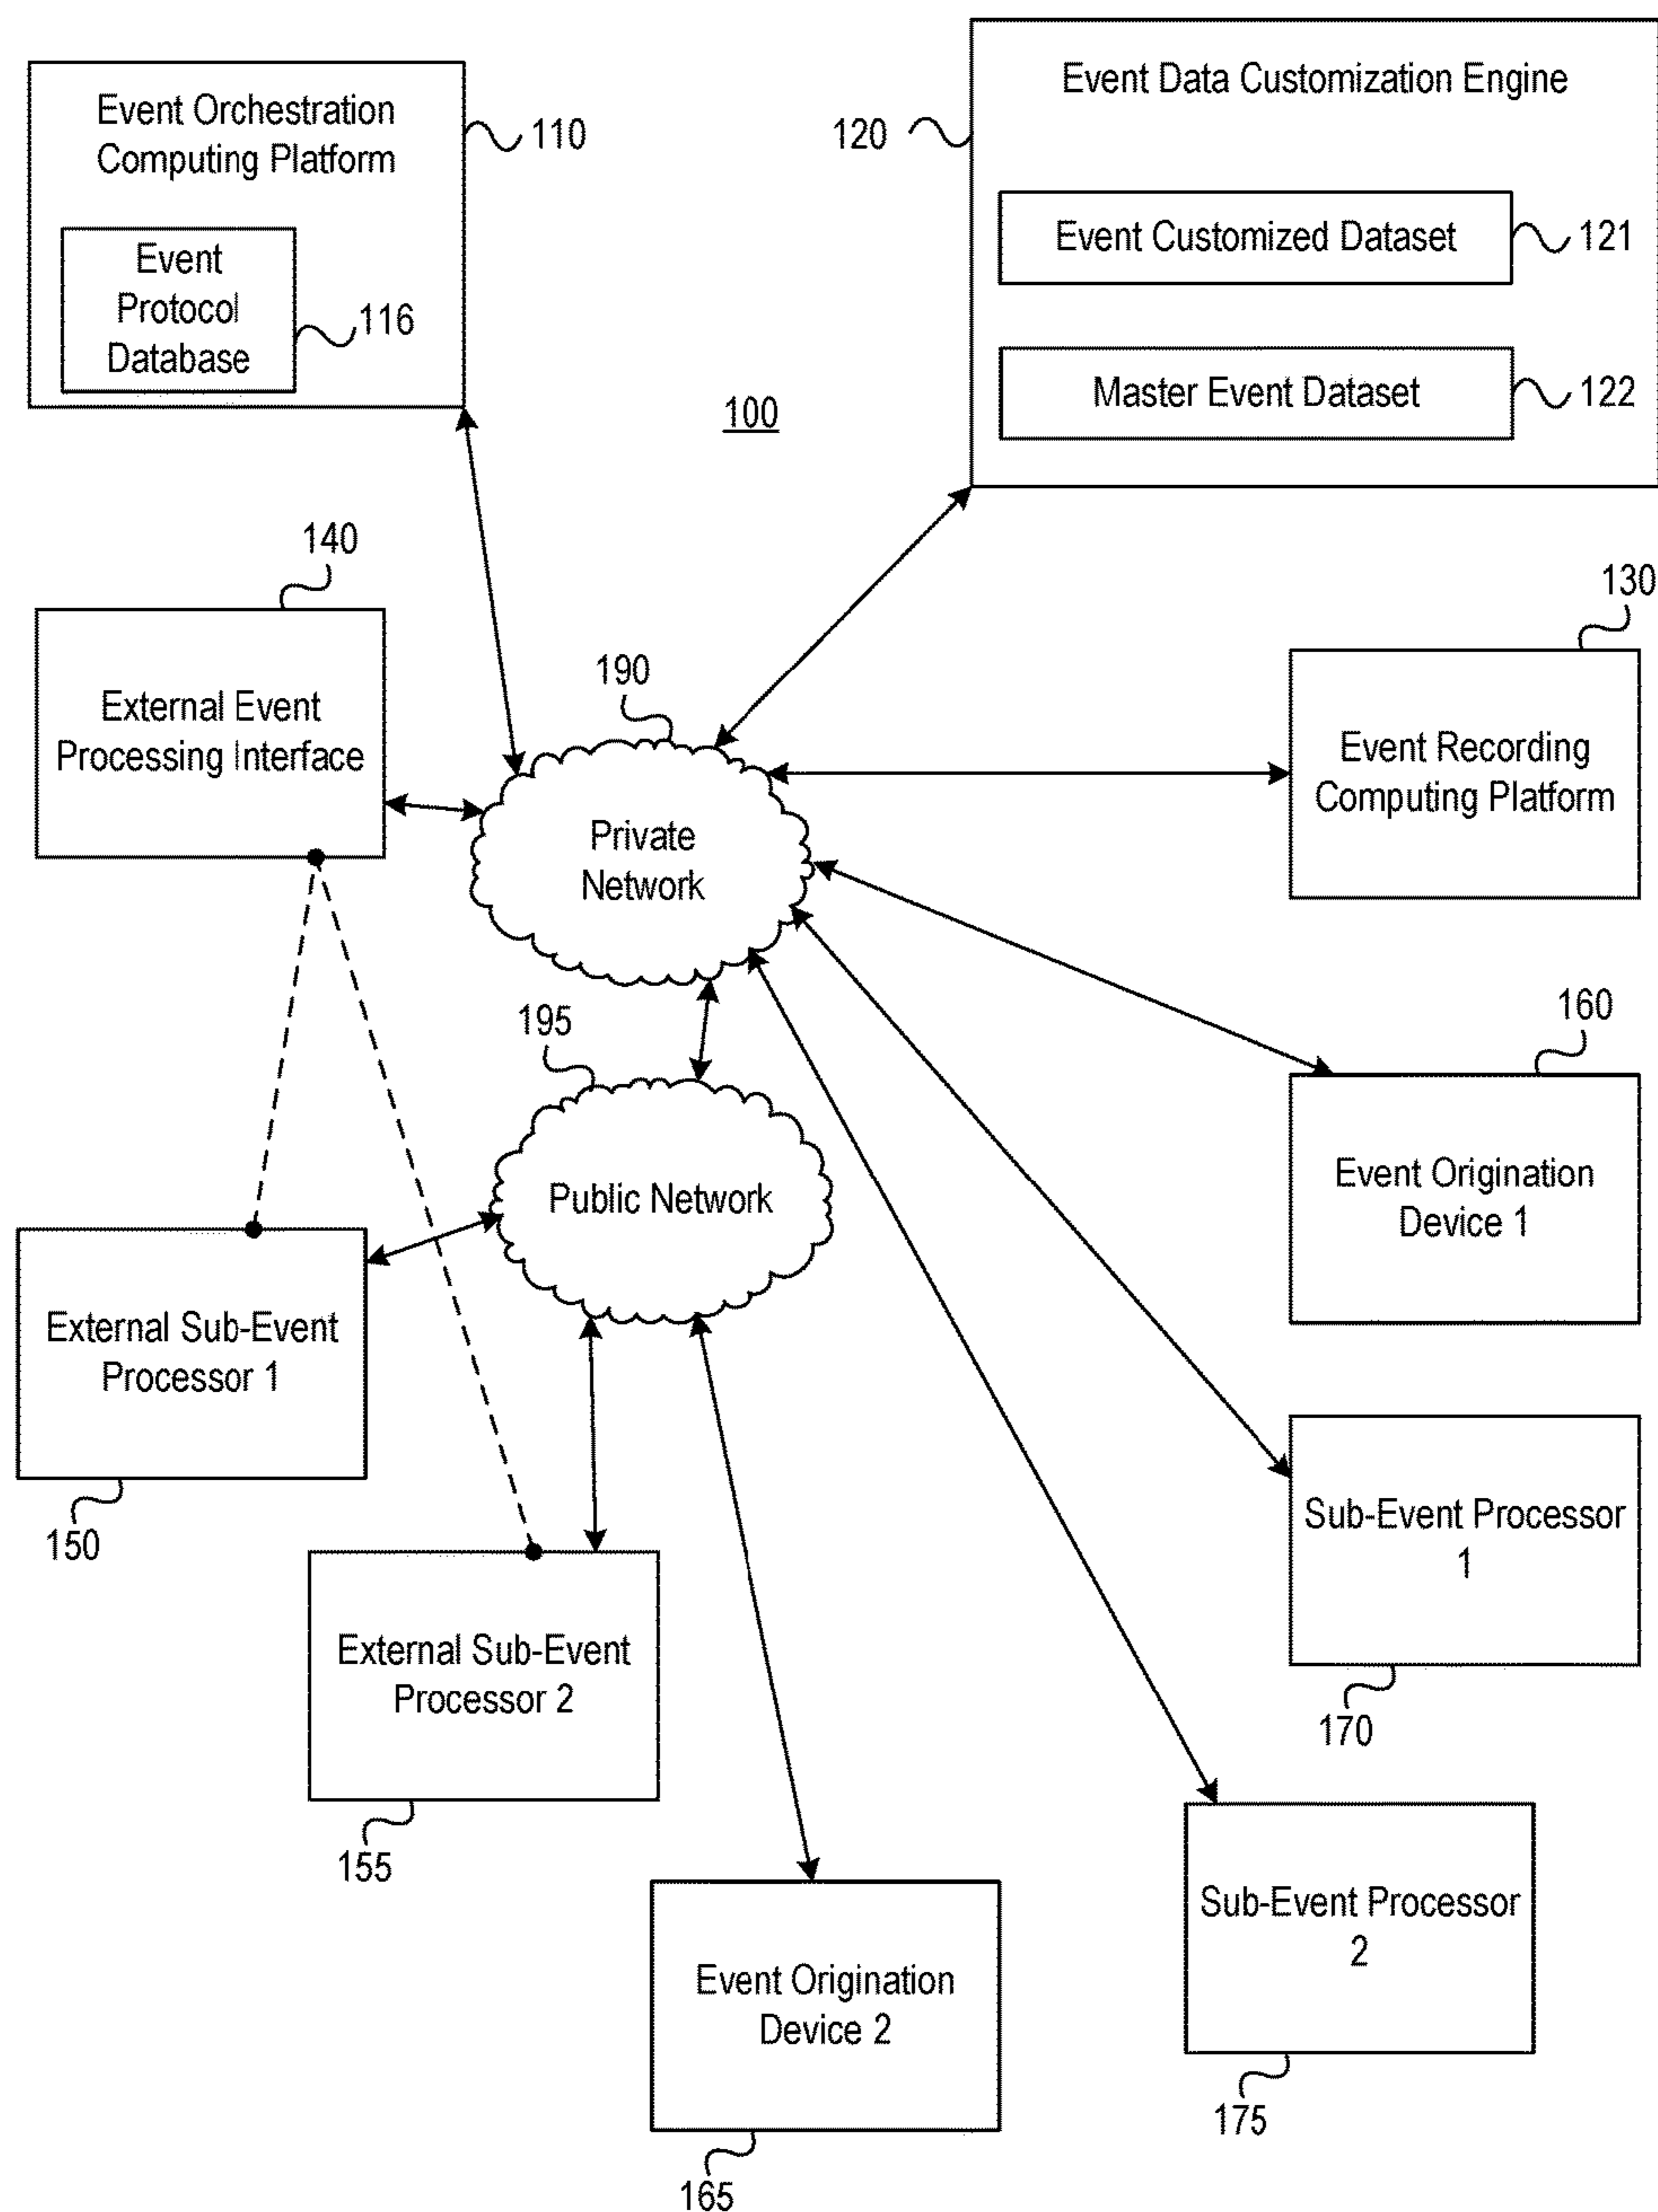 Event Orchestration
Computing Platform
110
Event
Protocol
Database
116
Event Data Customization Engine
120
Event Customized Dataset
121
Master Event Dataset
122
100
140
External Event
Processing Interface
130
Event Recording
Computing Platform
190
Private
Network
195
Public Network
160
Event Origination
Device 1
External Sub-Event
Processor 1
150
Sub-Event Processor
1
170
External Sub-Event
Processor 2
155
Sub-Event Processor
2
175
Event Origination
Device 2
165